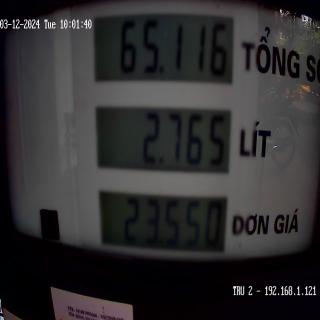 03-12-2024 Tue 10:01:40
65.116 TỔNG S
2.765 LÍT
23.550 ĐƠN GIÁ
TRU 2 - 192.168.1.121